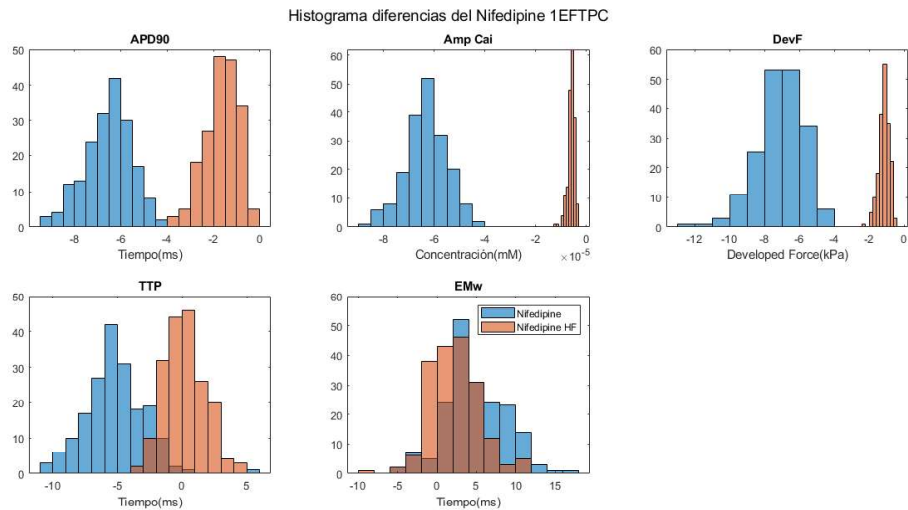 Histograma diferencias del Nifedipine 1EFTPC
APD90
50
40
30
20
10
0
-8 -6 -4 -2 0
Tiempo(ms)
Amp Cai
60
50
40
30
20
10
0
-8 -6 -4 -2 0
Concentración(mM)
×10-5
DevF
60
50
40
30
20
10
0
-12 -10 -8 -6 -4 -2 0
Developed Force(kPa)
TTP
50
40
30
20
10
0
-10 -5 0 5
Tiempo(ms)
EMw
Nifedipine
Nifedipine HF
60
50
40
30
20
10
0
-10 -5 0 5 10 15
Tiempo(ms)